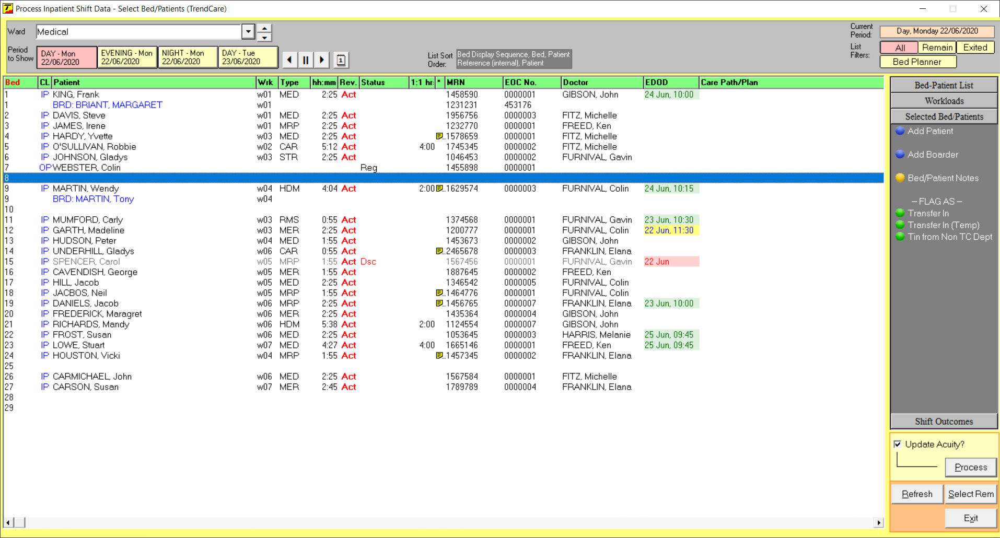 Process Inpatient Shift Data - Select Bed/Patients (TrendCare)
Ward Medical
Current Period: Day, Monday 22/06/2020
Period to Show
DAY - Mon 22/06/2020
EVENING - Mon 22/06/2020
NIGHT - Mon 22/06/2020
DAY - Tue 23/06/2020
List Sort Order:
Bed Display Sequence, Bed, Patient
Reference (internal), Patient
List Filters: All Remain Exited
Bed Planner
Bed CL Patient Wrk Type hh:mm Rev. Status 1:1 hr: * MRN EOC No. Doctor EDOD Care Path/Plan
1 IP KING, Frank w01 MED 2:25 Act 1458590 0000001 GIBSON, John 24 Jun, 10:00
1 BRD: BRIANT, MARGARET w01 1231231 453176
2 IP DAVIS, Steve w01 MED 2:25 Act 1956756 0000003 FITZ, Michelle
3 IP JAMES, Irene w01 MRP 2:25 Act 1232770 0000001 FREED, Ken
4 IP HARDY, Yvette w03 MED 2:25 Act ..1578659 0000001 FITZ, Michelle
5 IP O'SULLIVAN, Robbie w02 CAR 5:12 Act 4:00 1745345 0000002 FITZ, Michelle
6 IP JOHNSON, Gladys w03 STR 2:25 Act 1046453 0000002 FURNIVAL, Gavin
7 OP WEBSTER, Colin Reg 1455898 0000001
8
9 IP MARTIN, Wendy w04 HDM 4:04 Act 2:00 ..1629574 0000003 FURNIVAL, Colin 24 Jun, 10:15
9 BRD: MARTIN, Tony w04
10
11 IP MUMFORD, Carly w03 RMS 0:55 Act 1374568 0000001 FURNIVAL, Gavin 23 Jun, 10:30
12 IP GARTH, Madeline w03 MER 2:25 Act 1200777 0000001 FURNIVAL, Colin 22 Jun, 11:30
13 IP HUDSON, Peter w04 MED 1:55 Act 1453673 0000002 GIBSON, John
14 IP UNDERHILL, Gladys w06 CAR 0:55 Act ..2465678 0000003 FRANKLIN, Elana
15 IP SPENCER, Carol w05 MRP 1:55 Act Dsc 1567456 0000001 FURNIVAL, Gavin 22 Jun
16 IP CAVENDISH, George w05 MER 1:55 Act 1887645 0000002 FREED, Ken
17 IP HILL, Jacob w05 MED 2:25 Act 1346542 0000005 FURNIVAL, Colin
18 IP JACBOS, Neil w05 MRP 1:55 Act ..1464776 0000001 FURNIVAL, Colin
19 IP DANIELS, Jacob w06 MRP 2:25 Act ..1456765 0000007 FRANKLIN, Elana 23 Jun, 10:00
20 IP FREDERICK, Maragret w06 MER 2:25 Act 1435364 0000004 GIBSON, John
21 IP RICHARDS, Mandy w06 HDM 5:38 Act 2:00 1124554 0000007 GIBSON, John
22 IP FROST, Susan w06 MED 2:25 Act 1053645 0000003 HARRIS, Melanie 25 Jun, 09:45
23 IP LOWE, Stuart w07 MED 4:27 Act 4:00 1665146 0000001 FREED, Ken 25 Jun, 09:45
24 IP HOUSTON, Vicki w04 MRP 1:55 Act ..1457345 0000002 FRANKLIN, Elana
25
26 IP CARMICHAEL, John w06 MED 2:25 Act 1567584 0000001 FITZ, Michelle
27 IP CARSON, Susan w07 MER 2:45 Act 1789789 0000004 FRANKLIN, Elana
28
29
Bed-Patient List
Workloads
Selected Bed/Patients
Add Patient
Add Boarder
Bed/Patient Notes
– FLAG AS –
Transfer In
Transfer In (Temp)
Tin from Non TC Dept
Shift Outcomes
Update Acuity?
Process
Refresh
Select Rem
Exit